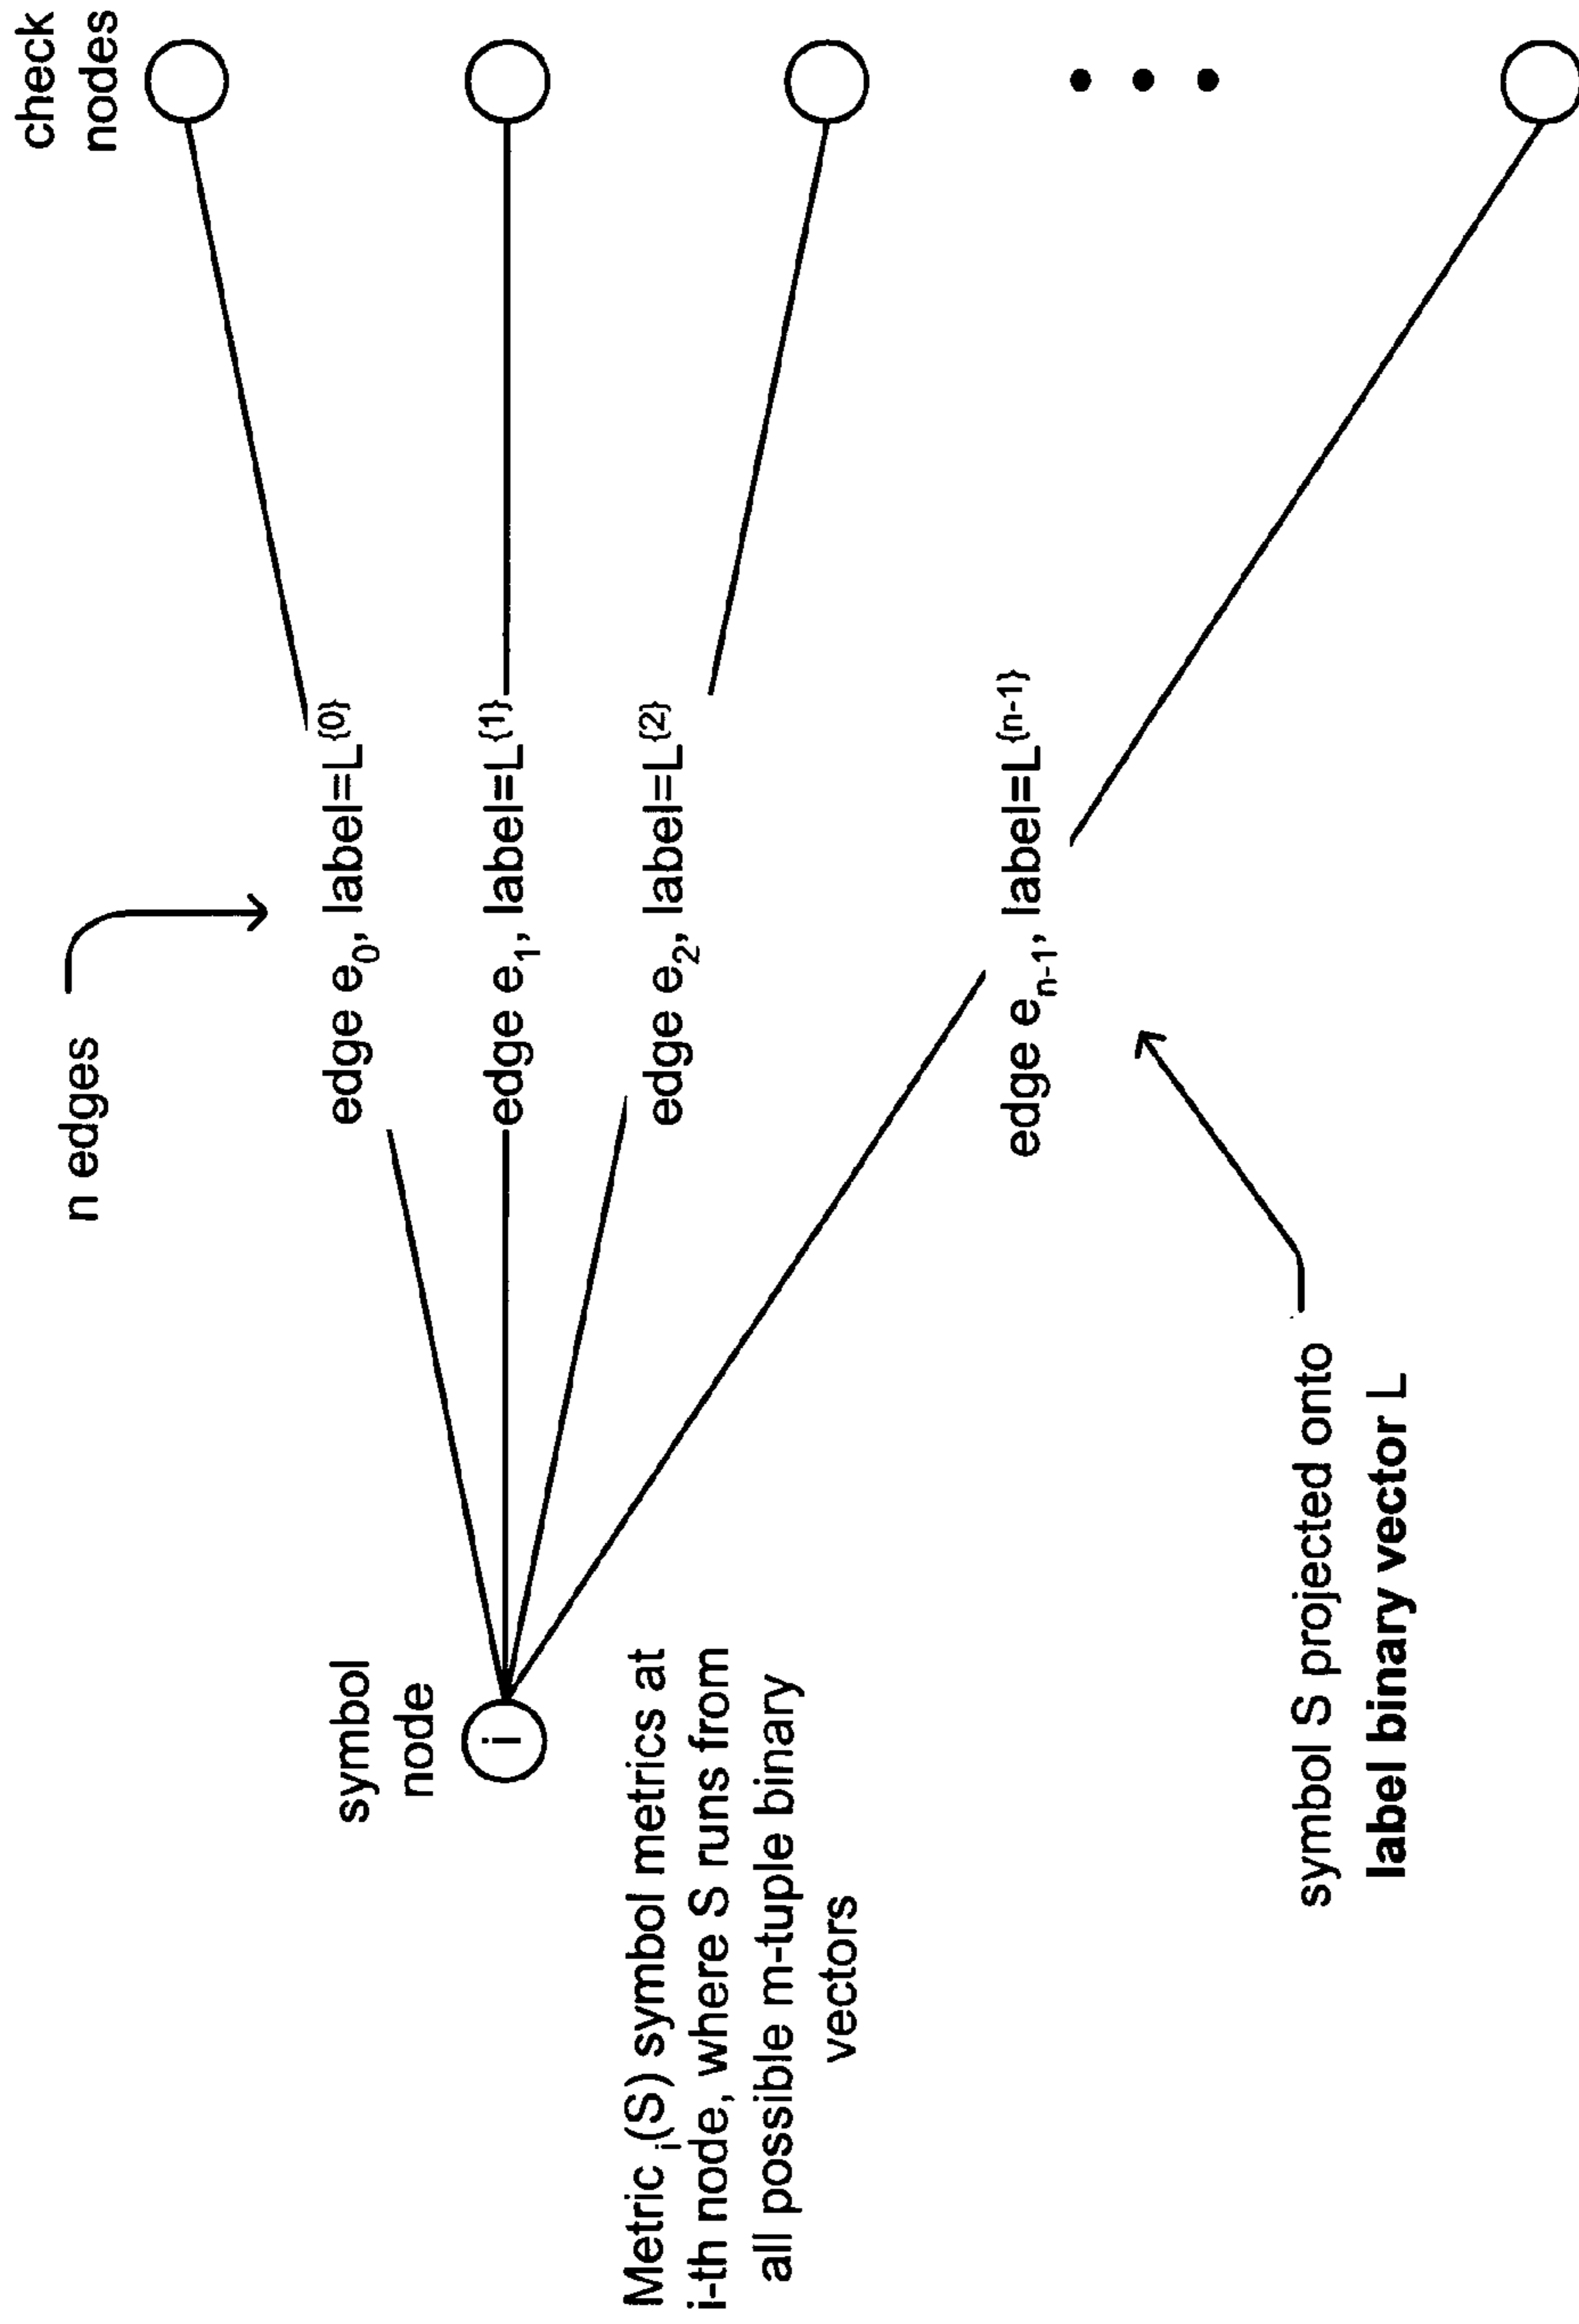 n edges
check
nodes
symbol
node
i
edge e₀, label=L^{0}
edge e₁, label=L^{1}
edge e₂, label=L^{2}
edge eₙ₋₁, label=L^{n-1}
Metric ᵢ(S) symbol metrics at
i-th node, where S runs from
all possible m-tuple binary
vectors
symbol S projected onto
label binary vector L